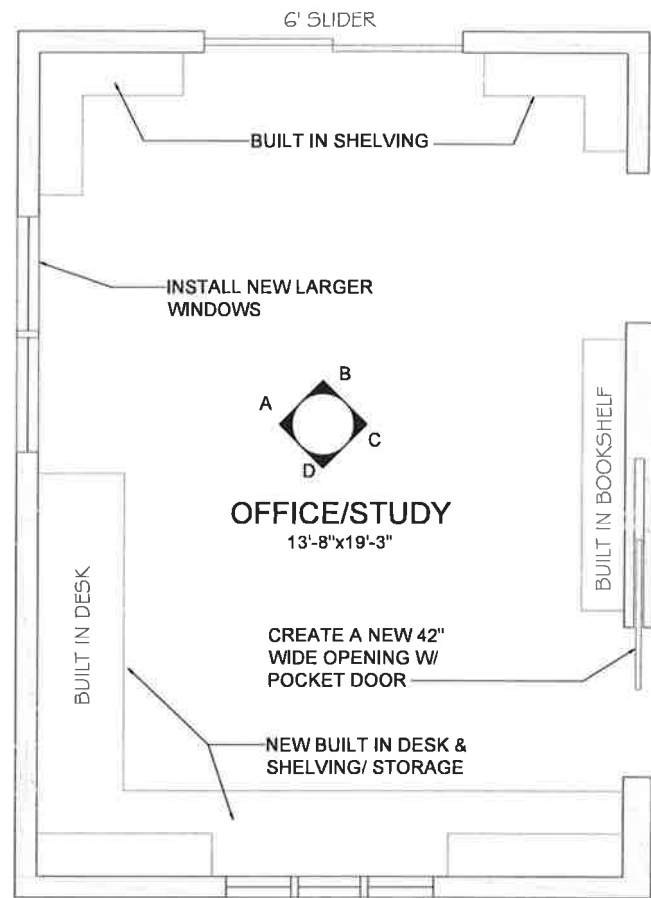 6' SLIDER
BUILT IN SHELVING
INSTALL NEW LARGER
WINDOWS
B
A
C
D
OFFICE/STUDY
13'-8"x19'-3"
BUILT IN BOOKSHELF
BUILT IN DESK
CREATE A NEW 42"
WIDE OPENING W/
POCKET DOOR
NEW BUILT IN DESK &
SHELVING/ STORAGE